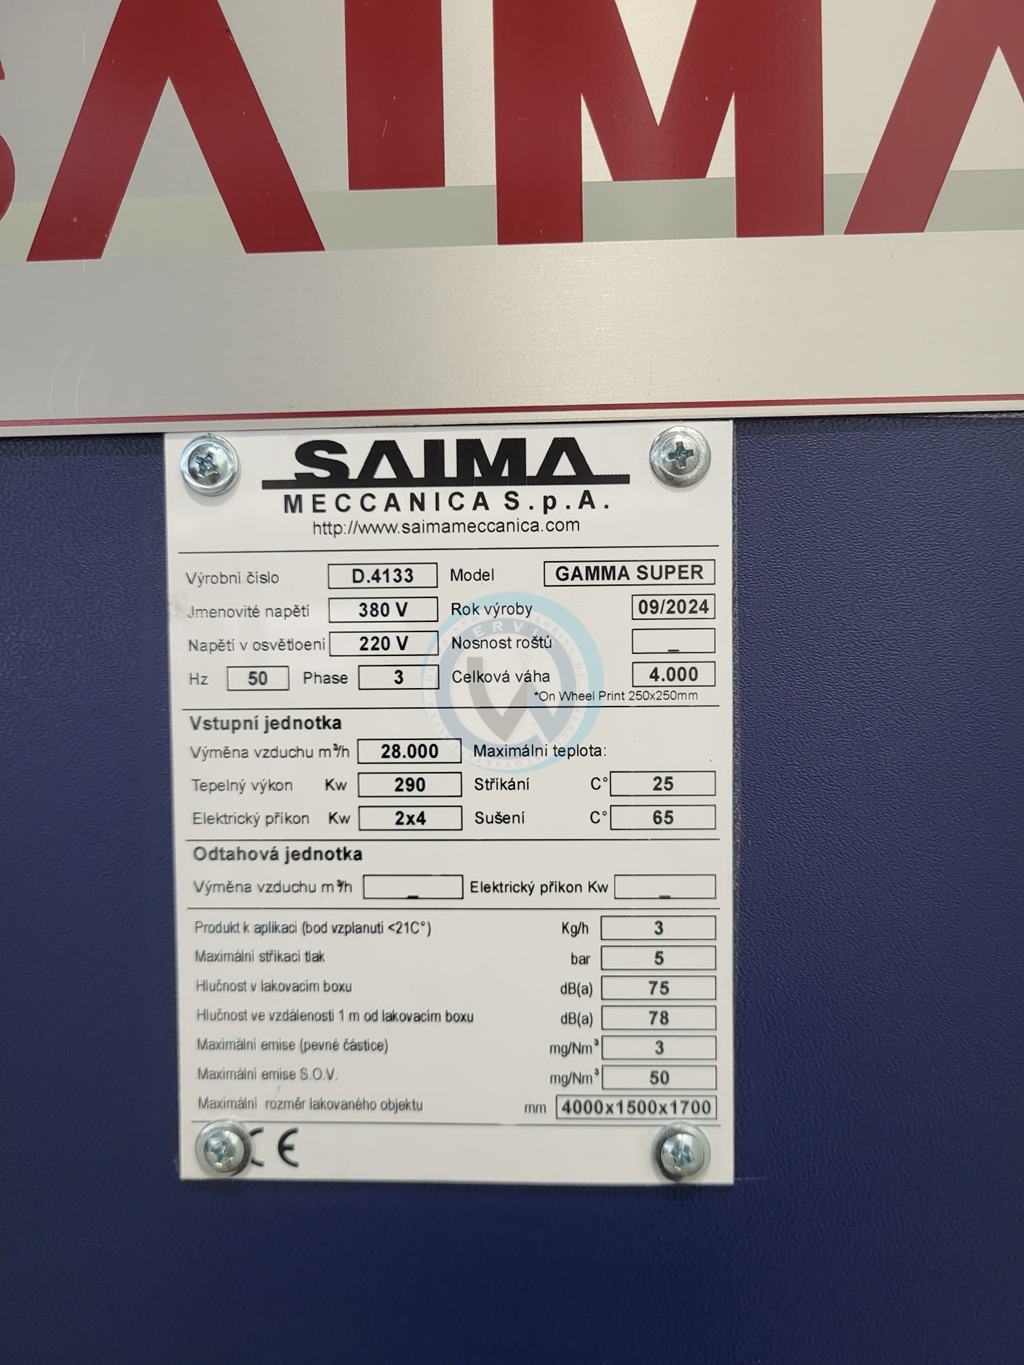 SAIMA
SAIMA
MECCANICA S.p.A.
http://www.saimameccanica.com
Výrobní číslo D.4133 Model GAMMA SUPER
Jmenovité napětí 380 V Rok výroby 09/2024
Napětí v osvětloení 220 V Nosnost roštů _
Hz 50 Phase 3 Celková váha 4.000
*On Wheel Print 250x250mm
Vstupní jednotka
Výměna vzduchu m³/h 28.000 Maximální teplota:
Tepelný výkon Kw 290 Stříkání C° 25
Elektrický příkon Kw 2x4 Sušení C° 65
Odtahová jednotka
Výměna vzduchu m³/h _ Elektrický příkon Kw _
Produkt k aplikaci (bod vzplanutí <21C°) Kg/h 3
Maximální stříkací tlak bar 5
Hlučnost v lakovacím boxu dB(a) 75
Hlučnost ve vzdálenosti 1 m od lakovacím boxu dB(a) 78
Maximální emise (pevné částice) mg/Nm³ 3
Maximální emise S.O.V. mg/Nm³ 50
Maximální rozměr lakovaného objektu mm 4000x1500x1700
CE